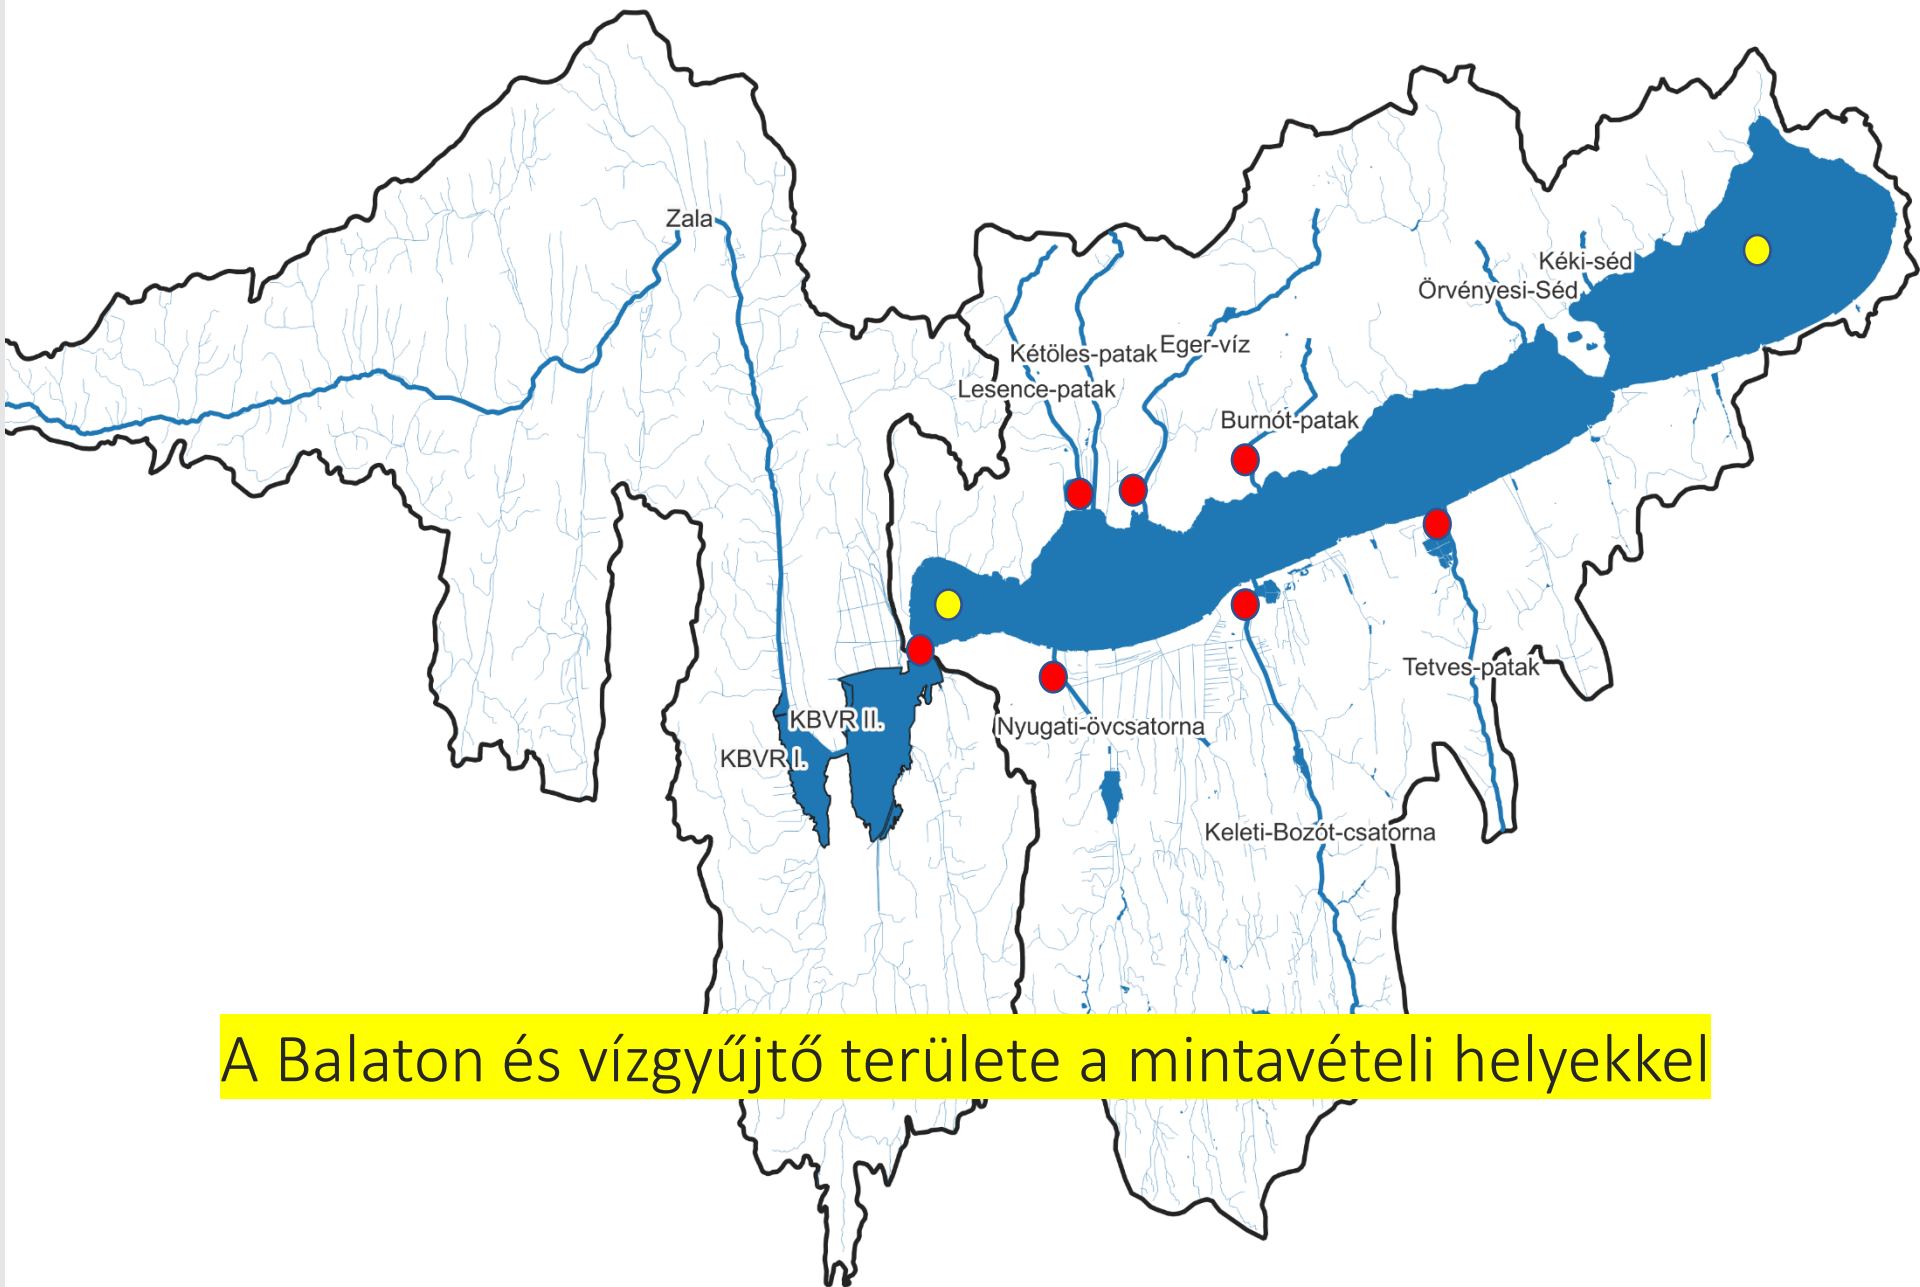 Zala
Kéki-séd
Örvényesi-Séd
Kétöles-patak
Eger-víz
Lesence-patak
Burnót-patak
Tetves-patak
KBVR II.
Nyugati-övcsatorna
KBVR I.
Keleti-Bozót-csatorna
A Balaton és vízgyűjtő területe a mintavételi helyekkel